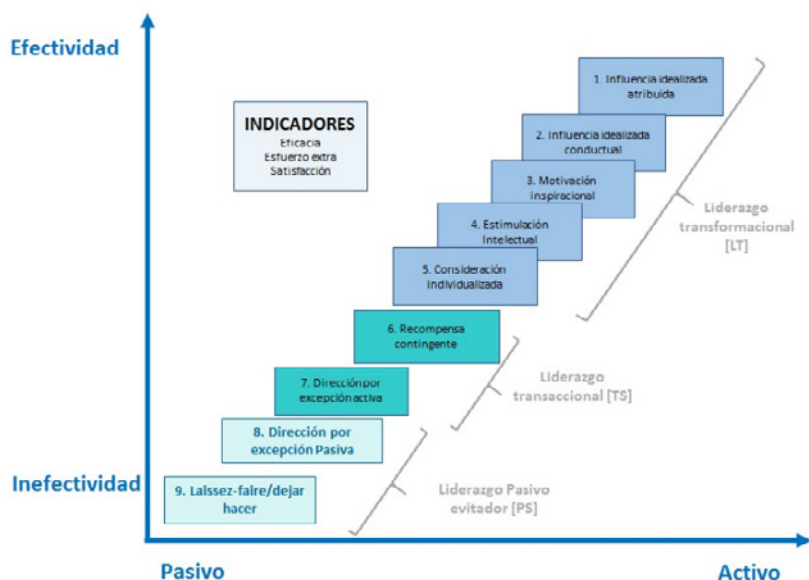 Efectividad
INDICADORES
Eficacia
Esfuerzo extra
Satisfacción
1. Influencia idealizada
atribuida
2. Influencia idealizada
conductual
3. Motivación
inspiracional
4. Estimulación
Intelectual
5. Consideración
individualizada
Liderazgo
transformacional
[LT]
6. Recompensa
contingente
7. Dirección por
excepción activa
Liderazgo
transaccional [TS]
8. Dirección por
excepción Pasiva
9. Laissez-faire/dejar
hacer
Liderazgo Pasivo
evitador [PS]
Inefectividad
Pasivo
Activo